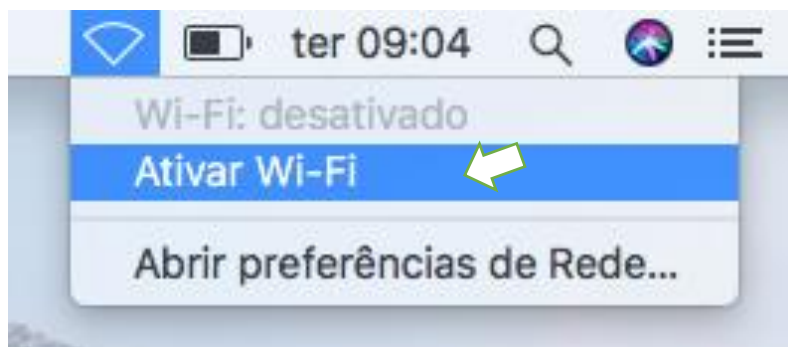 ter 09:04
Wi-Fi: desativado
Ativar Wi-Fi
Abrir preferências de Rede...